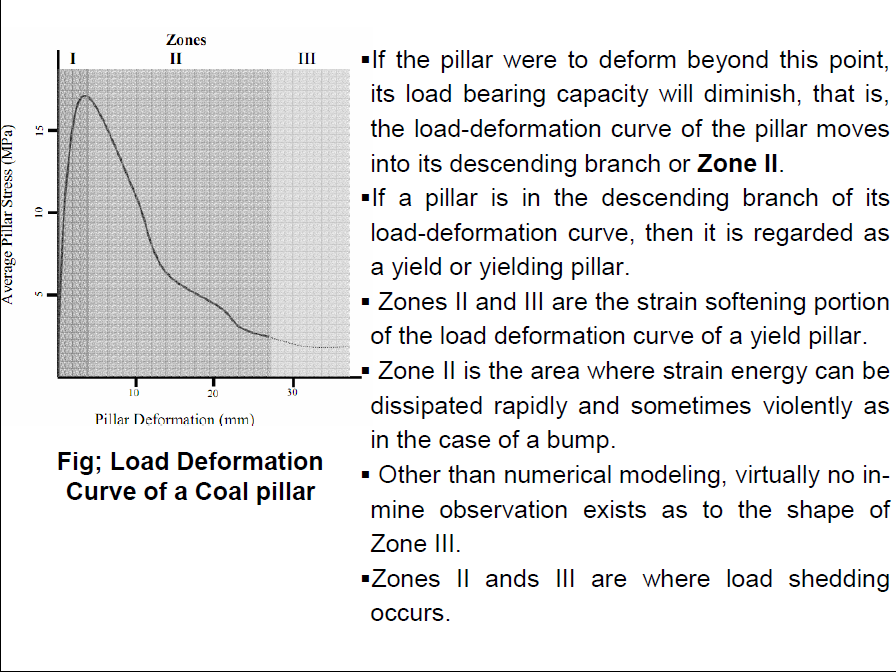 Zones
I II III
Average Pillar Stress (MPa)
15
10
5
10 20 30
Pillar Deformation (mm)
Fig; Load Deformation
Curve of a Coal pillar
▪If the pillar were to deform beyond this point,
its load bearing capacity will diminish, that is,
the load-deformation curve of the pillar moves
into its descending branch or Zone II.
▪If a pillar is in the descending branch of its
load-deformation curve, then it is regarded as
a yield or yielding pillar.
▪ Zones II and III are the strain softening portion
of the load deformation curve of a yield pillar.
▪ Zone II is the area where strain energy can be
dissipated rapidly and sometimes violently as
in the case of a bump.
▪ Other than numerical modeling, virtually no in-
mine observation exists as to the shape of
Zone III.
▪Zones II ands III are where load shedding
occurs.